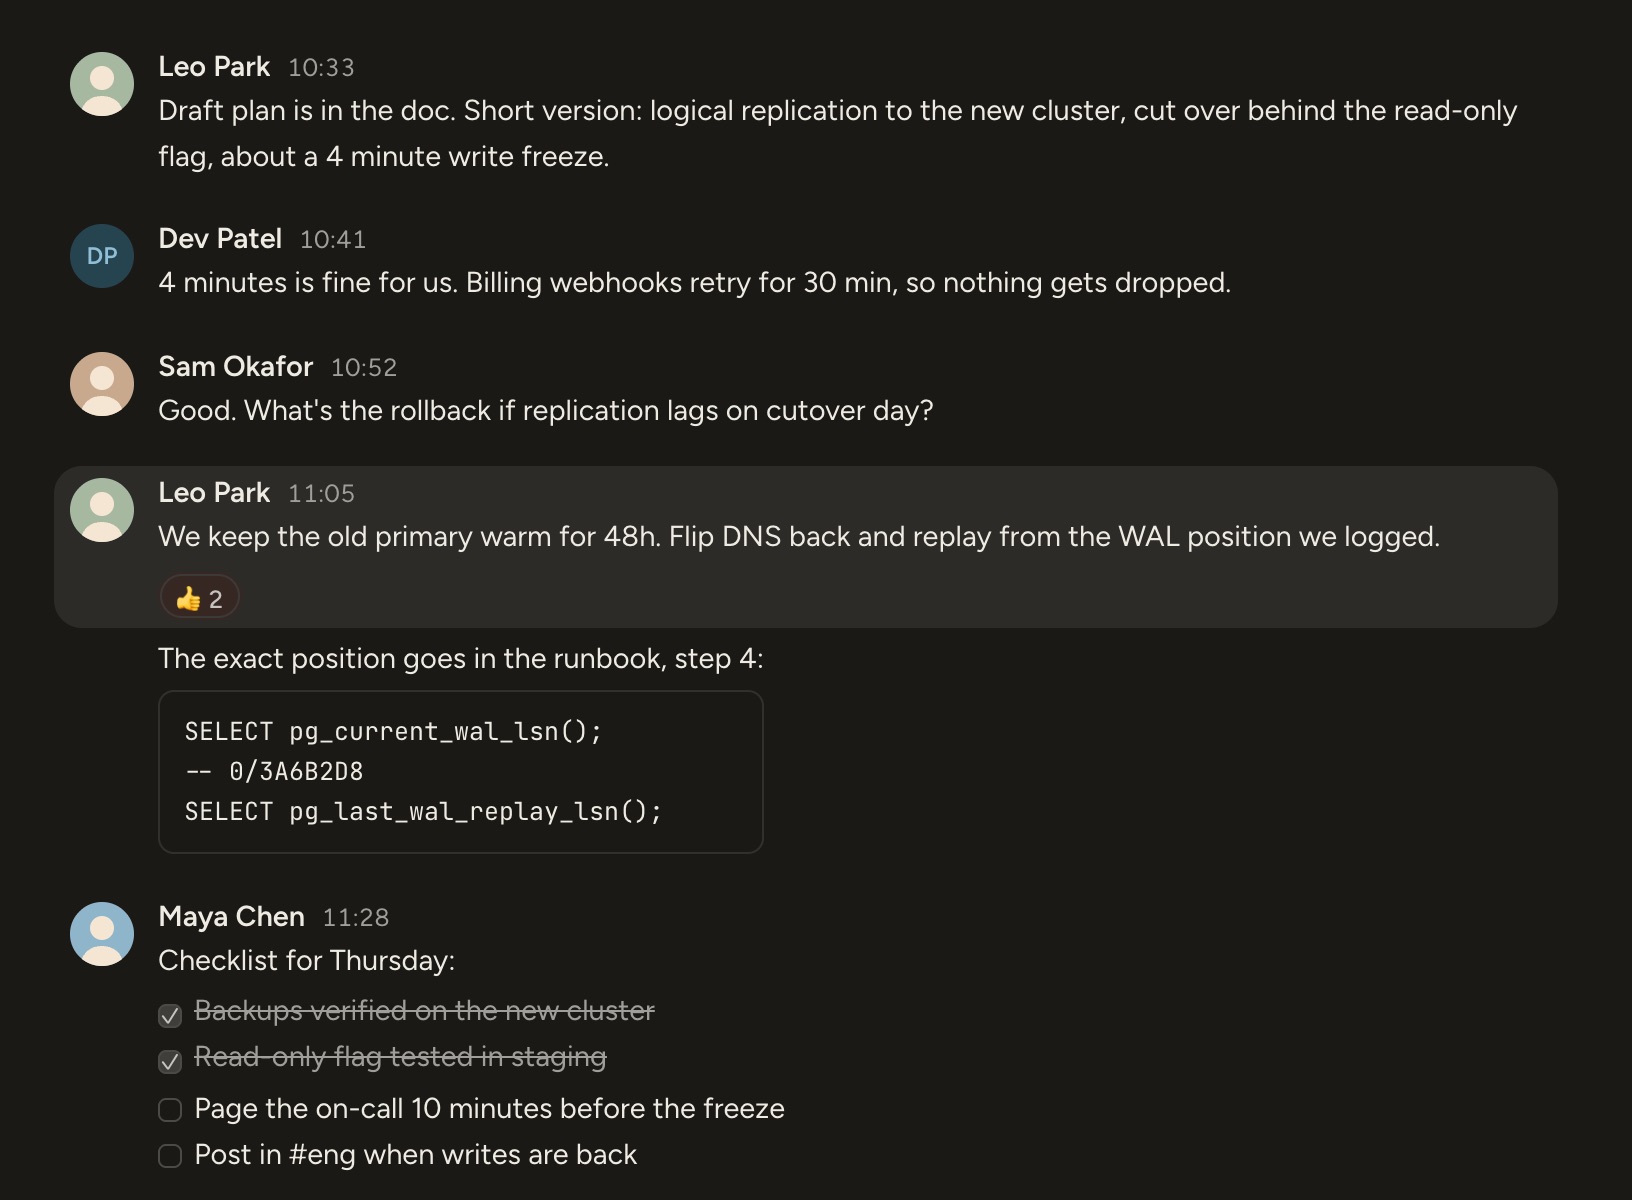 Leo Park 10:33
Draft plan is in the doc. Short version: logical replication to the new cluster, cut over behind the read-only
flag, about a 4 minute write freeze.
DP
Dev Patel 10:41
4 minutes is fine for us. Billing webhooks retry for 30 min, so nothing gets dropped.
Sam Okafor 10:52
Good. What's the rollback if replication lags on cutover day?
Leo Park 11:05
We keep the old primary warm for 48h. Flip DNS back and replay from the WAL position we logged.
👍 2
The exact position goes in the runbook, step 4:
SELECT pg_current_wal_lsn();
-- 0/3A6B2D8
SELECT pg_last_wal_replay_lsn();
Maya Chen 11:28
Checklist for Thursday:
Backups verified on the new cluster
Read-only flag tested in staging
Page the on-call 10 minutes before the freeze
Post in #eng when writes are back